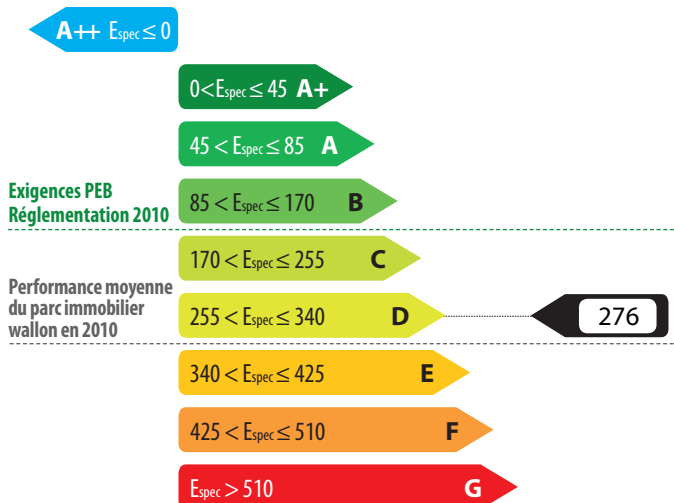 A++ Espec ≤ 0
0 < Espec ≤ 45 A+
45 < Espec ≤ 85 A
Exigences PEB
Réglementation 2010
85 < Espec ≤ 170 B
170 < Espec ≤ 255 C
Performance moyenne
du parc immobilier
wallon en 2010
255 < Espec ≤ 340 D
276
340 < Espec ≤ 425 E
425 < Espec ≤ 510 F
Espec > 510 G